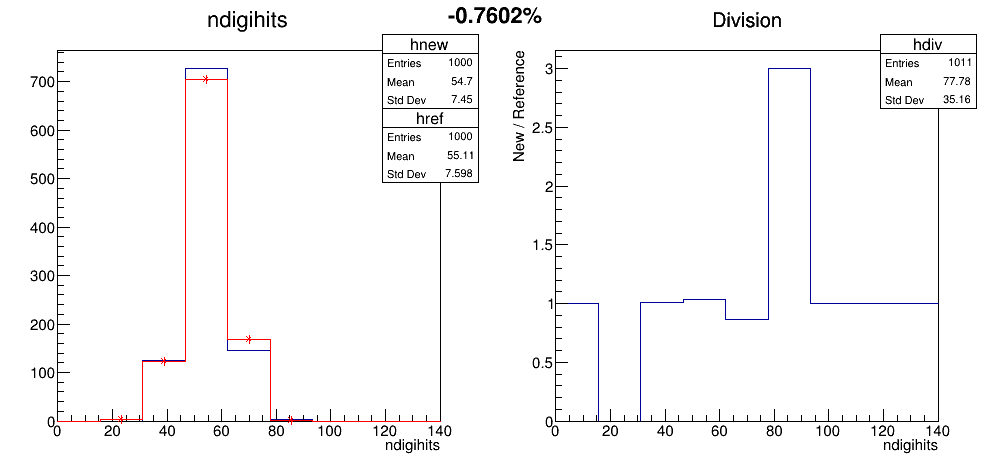 -0.7602%
ndigihits
hnew
Entries 1000
Mean 54.7
Std Dev 7.45
href
Entries 1000
Mean 55.11
Std Dev 7.598
700
600
500
400
300
200
100
0
0 20 40 60 80 100 120 140
ndigihits
Division
hdiv
Entries 1011
Mean 77.78
Std Dev 35.16
New / Reference
3
2.5
2
1.5
1
0.5
0
0 20 40 60 80 100 120 140
ndigihits